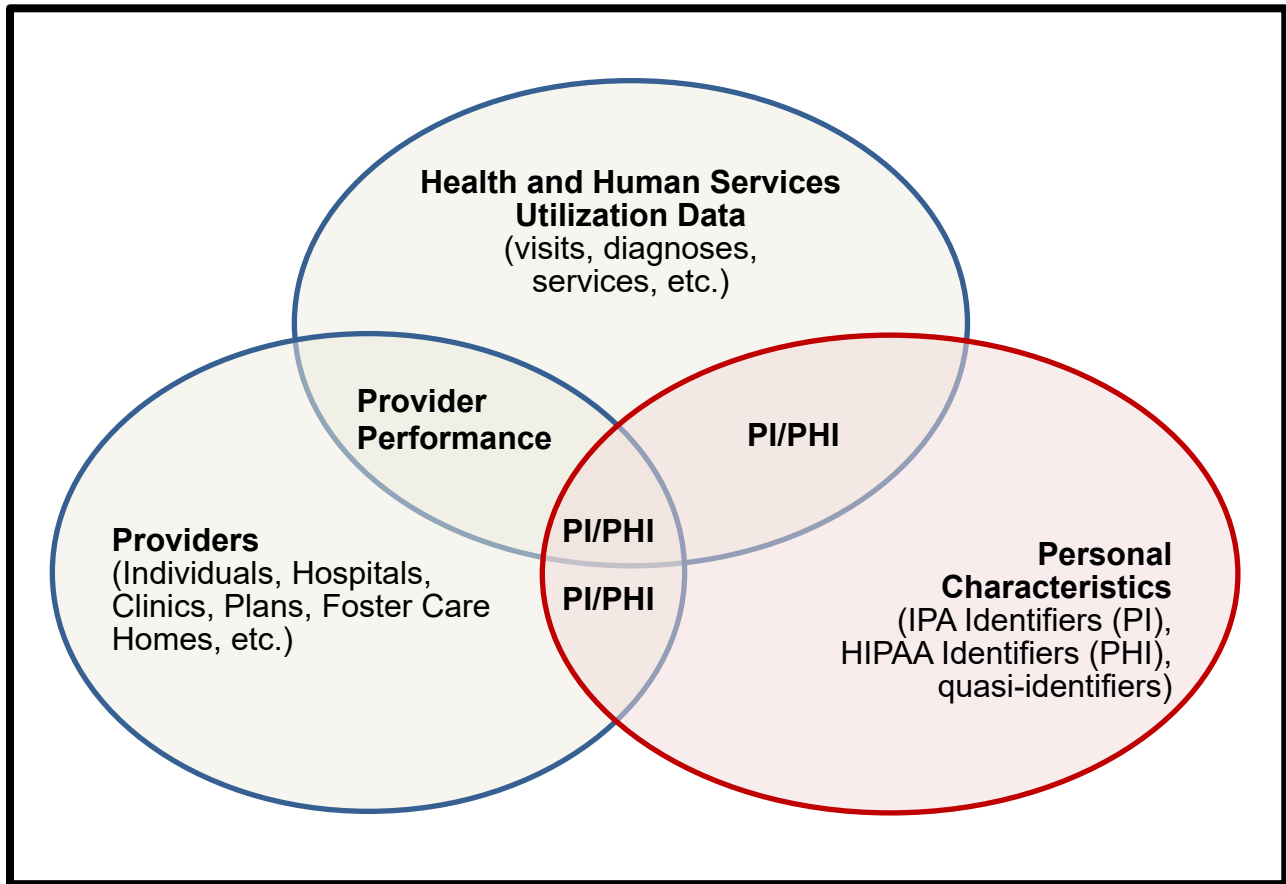 Health and Human Services
Utilization Data
(visits, diagnoses,
services, etc.)
Provider
Performance
PI/PHI
PI/PHI
PI/PHI
Providers
(Individuals, Hospitals,
Clinics, Plans, Foster Care
Homes, etc.)
Personal
Characteristics
(IPA Identifiers (PI),
HIPAA Identifiers (PHI),
quasi-identifiers)